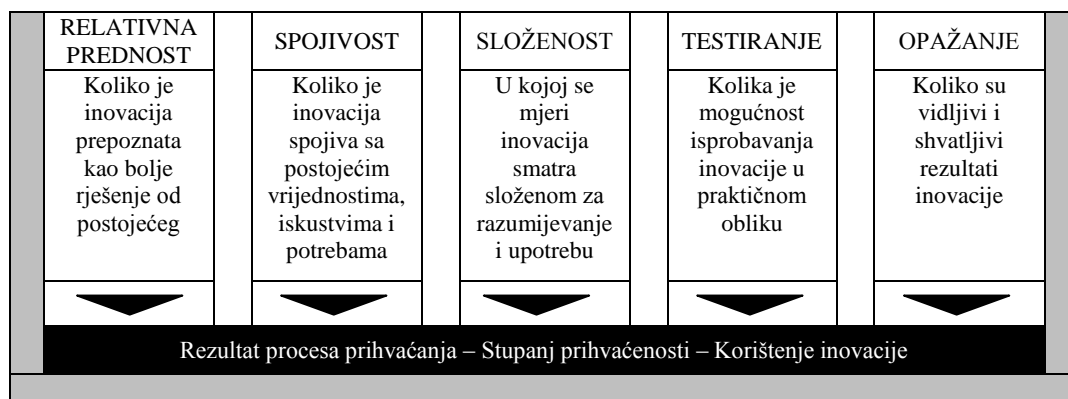 RELATIVNA
PREDNOST
Koliko je
inovacija
prepoznata
kao bolje
rješenje od
postojećeg
SPOJIVOST
Koliko je
inovacija
spojiva sa
postojećim
vrijednostima,
iskustvima i
potrebama
SLOŽENOST
U kojoj se
mjeri
inovacija
smatra
složenom za
razumijevanje
i upotrebu
TESTIRANJE
Kolika je
mogućnost
isprobavanja
inovacije u
praktičnom
obliku
OPAŽANJE
Koliko su
vidljivi i
shvatljivi
rezultati
inovacije
Rezultat procesa prihvaćanja – Stupanj prihvaćenosti – Korištenje inovacije